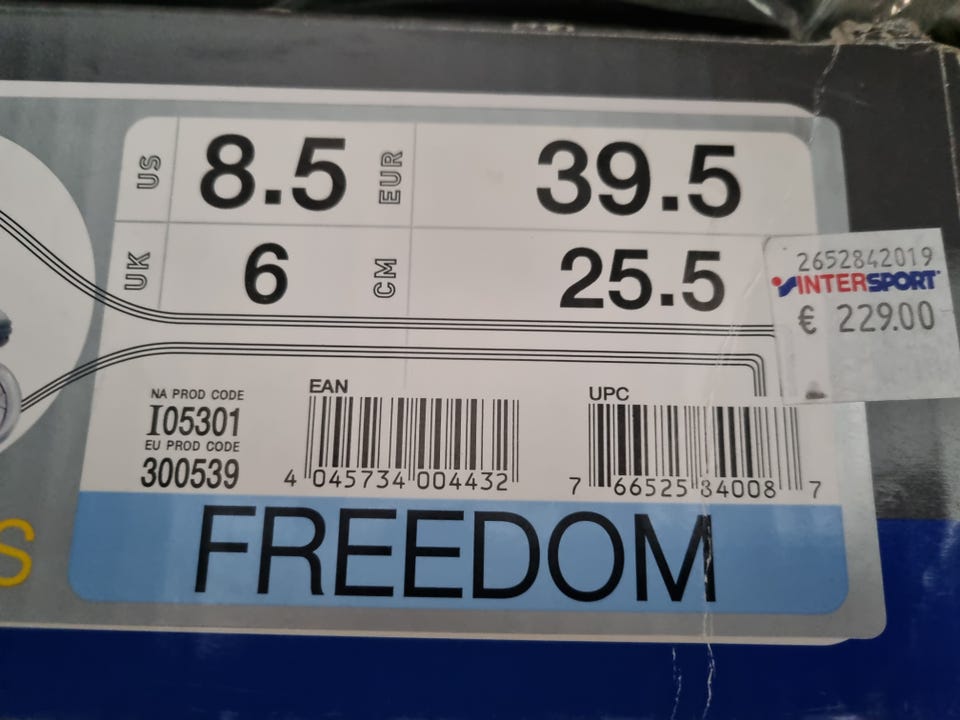 US 8.5 EUR 39.5
UK 6 CM 25.5
2652842019
INTERSPORT
€ 229.00
NA PROD CODE
I05301
EU PROD CODE
300539
EAN
4 045734 004432
UPC
7 66525 34008 7
FREEDOM
S